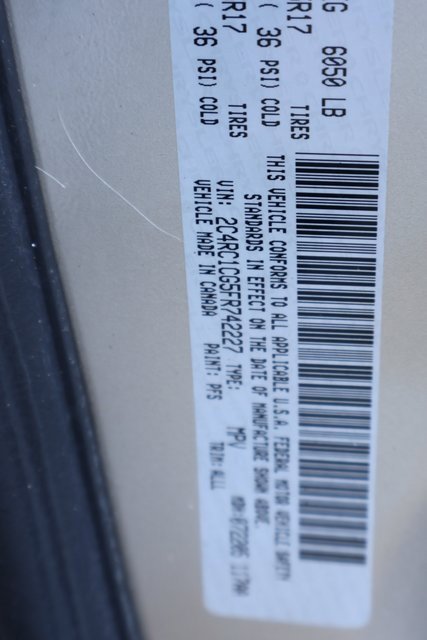 KG 6050 LB
R17 TIRES
( 36 PSI) COLD
R17 TIRES
( 36 PSI) COLD
THIS VEHICLE CONFORMS TO ALL APPLICABLE U.S.A. FEDERAL MOTOR VEHICLE SAFETY
STANDARDS IN EFFECT ON THE DATE OF MANUFACTURE SHOWN ABOVE.
VIN: 2C4RC1CG5FR742227 TYPE: MPV
VEHICLE MADE IN CANADA PAINT: PFS TRIM: